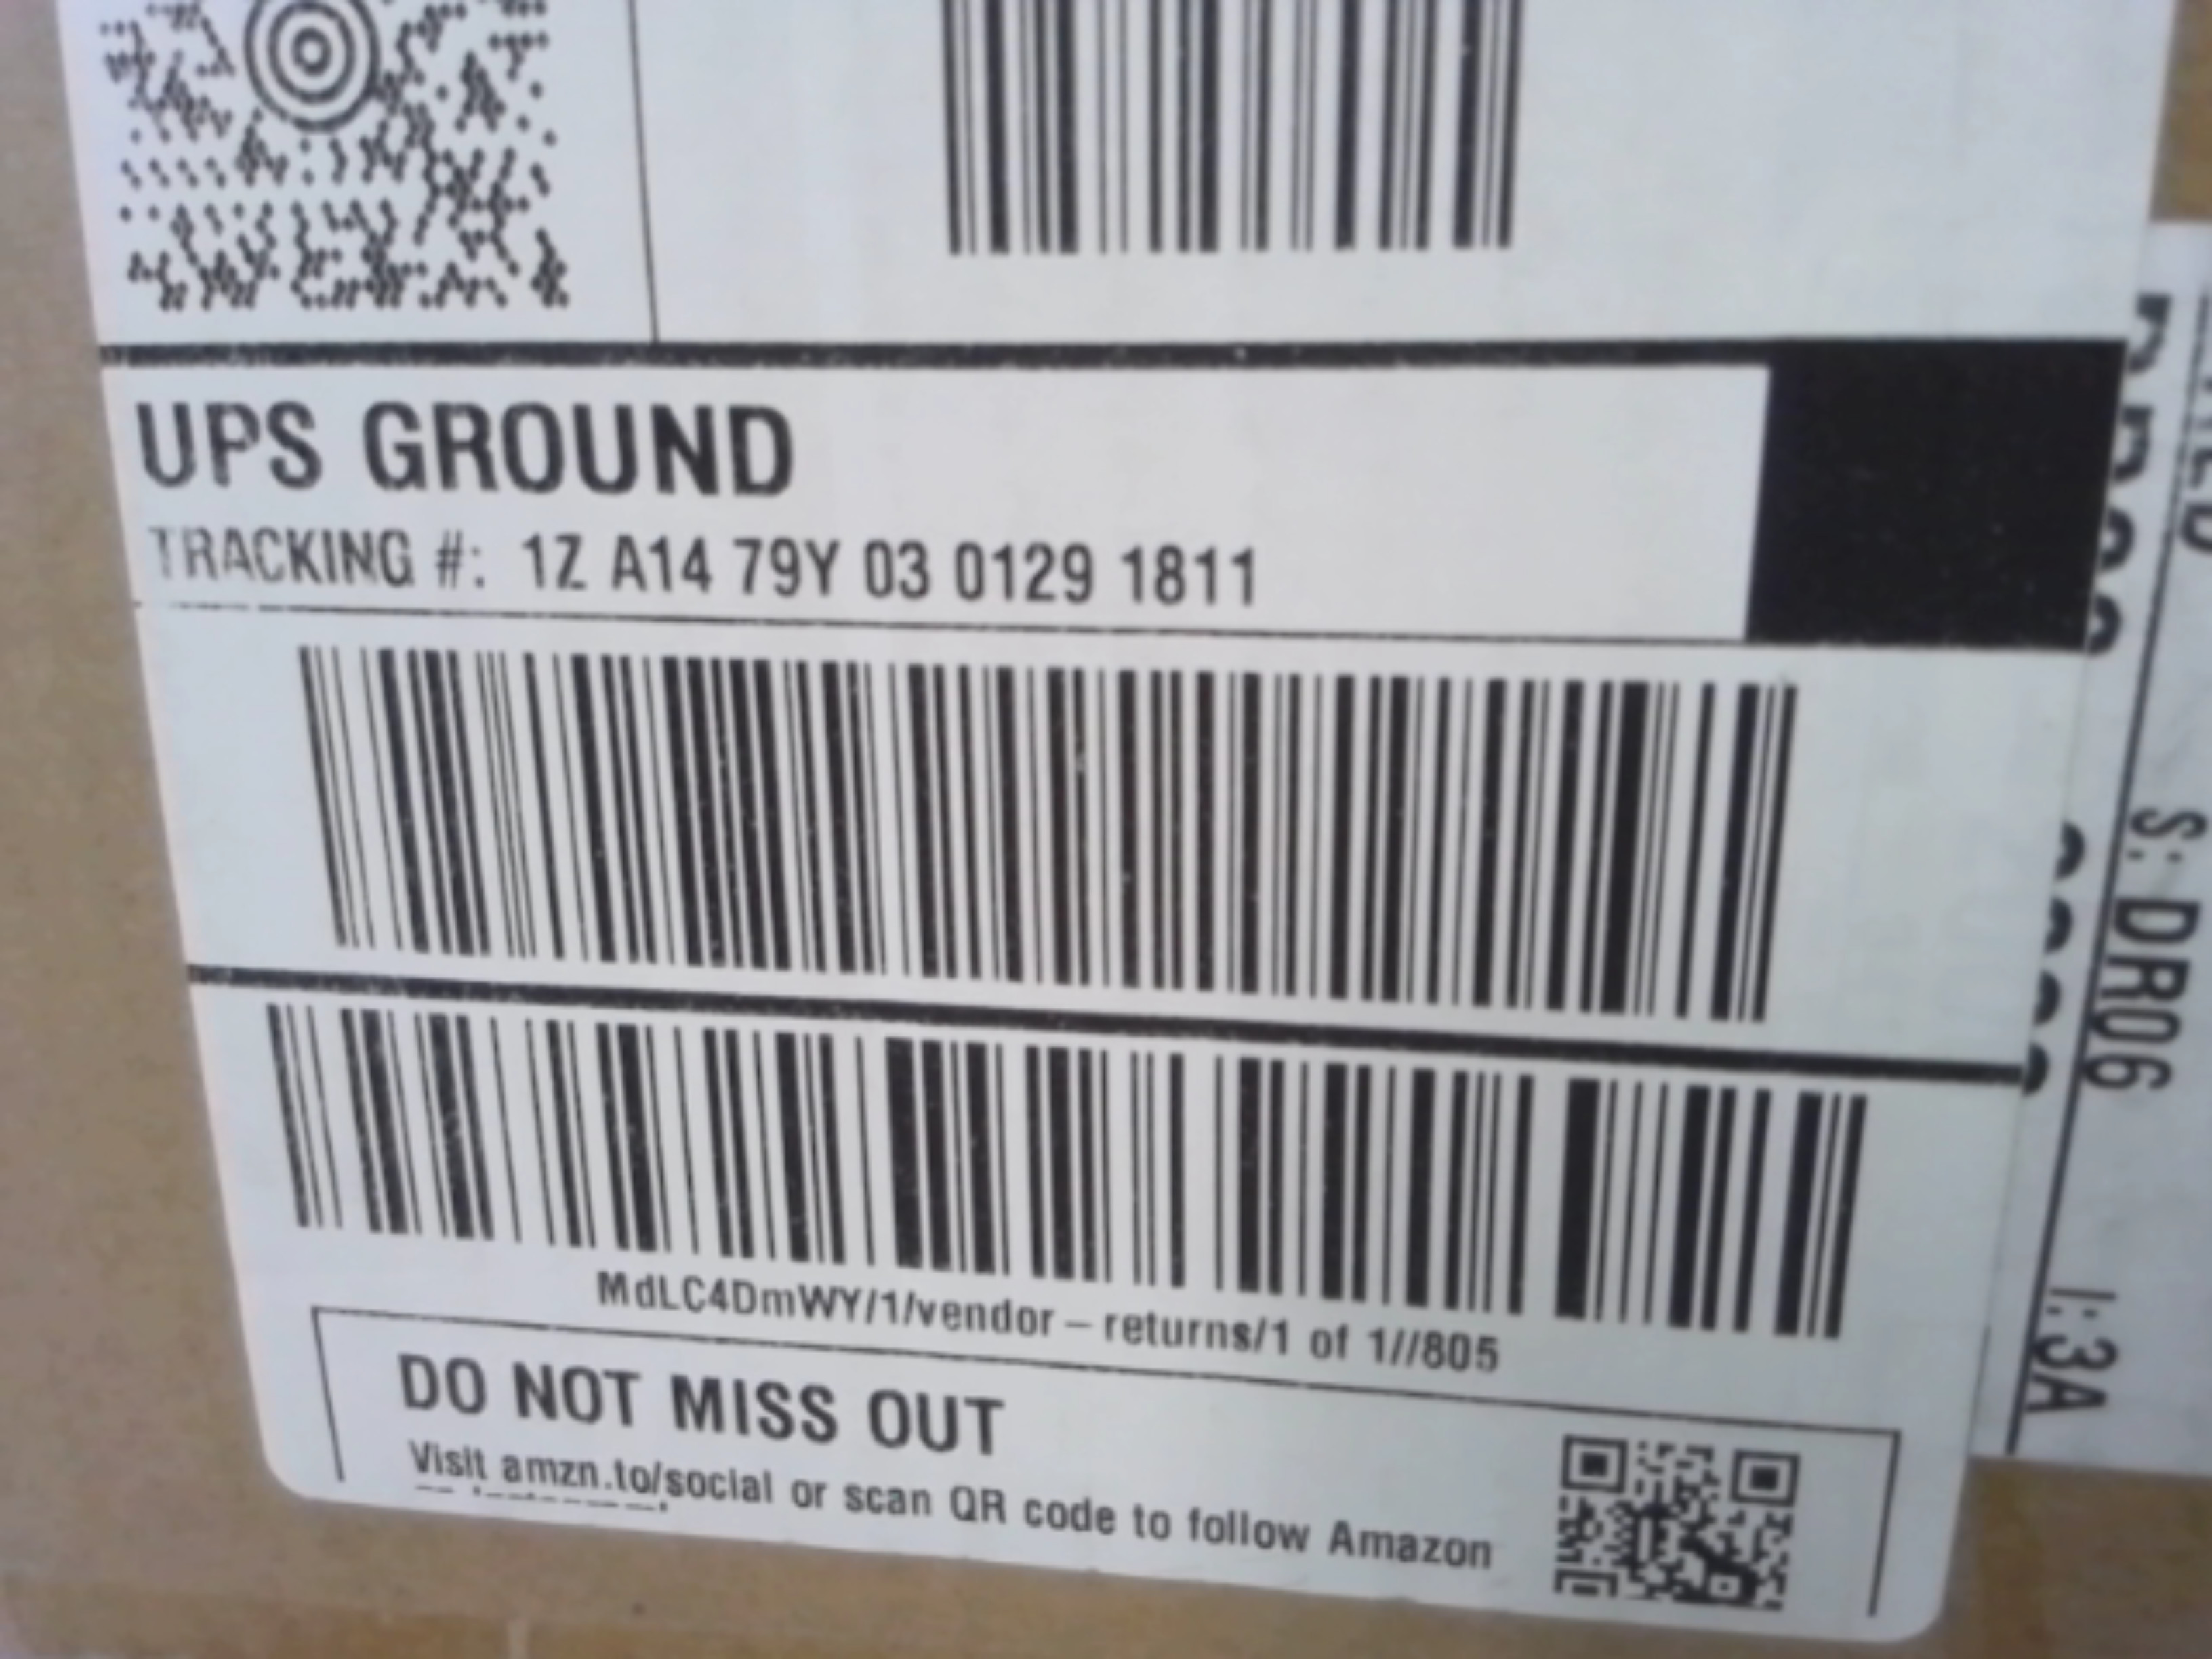 UPS GROUND
TRACKING #: 1Z A14 79Y 03 0129 1811
MdLC4DmWY/1/vendor – returns/1 of 1//805
DO NOT MISS OUT
Visit amzn.to/social or scan QR code to follow Amazon
S: DR06
I: 3A